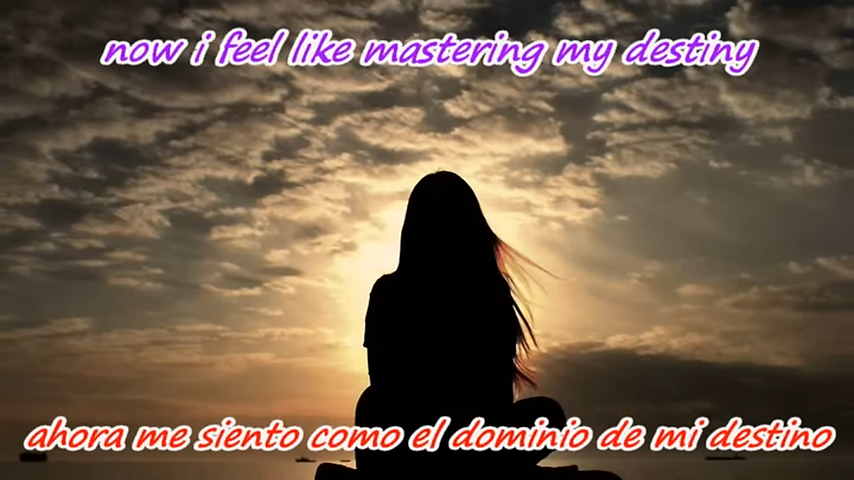 now i feel like mastering my destiny
ahora me siento como el dominio de mi destino